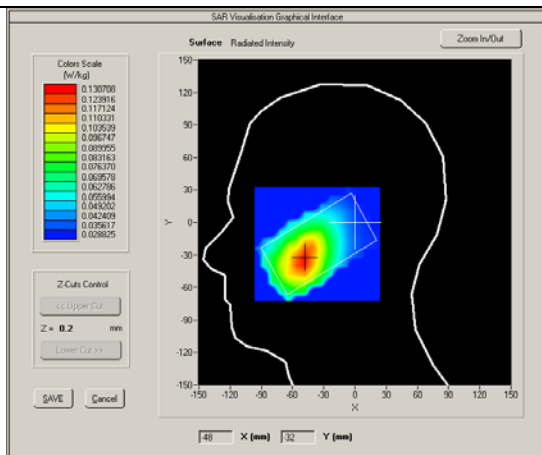 SAR Visualisation Graphical Interface
Surface Radiated Intensity
Zoom In/Out
Colors Scale
(W/kg)
0.130708
0.123916
0.117124
0.110331
0.103539
0.096747
0.089955
0.083163
0.076370
0.069578
0.062786
0.055994
0.049202
0.042409
0.035617
0.028825
Z-Cuts Control
<< Upper Cut
Z = 0.2 mm
Lower Cut >>
SAVE Cancel
150
120
90
60
30
0
-30
-60
-90
-120
-150
Y
-150 -120 -90 -60 -30 0 30 60 90 120 150
X
-48 X (mm) -32 Y (mm)